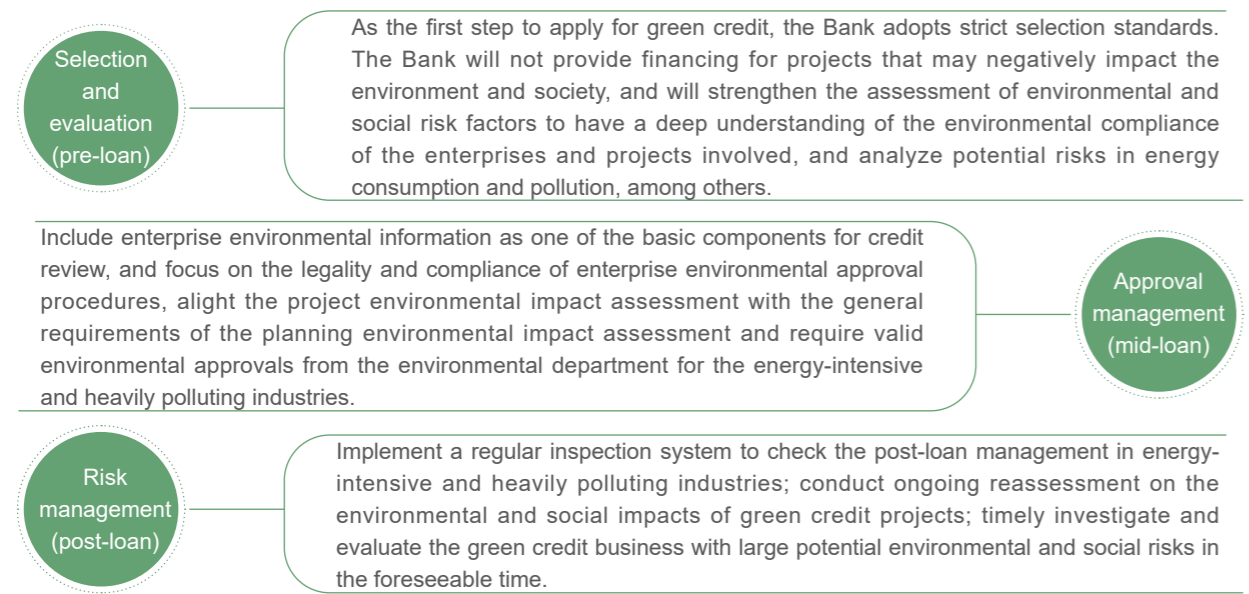 Selection
and
evaluation
(pre-loan)
As the first step to apply for green credit, the Bank adopts strict selection standards.
The Bank will not provide financing for projects that may negatively impact the
environment and society, and will strengthen the assessment of environmental and
social risk factors to have a deep understanding of the environmental compliance
of the enterprises and projects involved, and analyze potential risks in energy
consumption and pollution, among others.
Include enterprise environmental information as one of the basic components for credit
review, and focus on the legality and compliance of enterprise environmental approval
procedures, alight the project environmental impact assessment with the general
requirements of the planning environmental impact assessment and require valid
environmental approvals from the environmental department for the energy-intensive
and heavily polluting industries.
Approval
management
(mid-loan)
Risk
management
(post-loan)
Implement a regular inspection system to check the post-loan management in energy-
intensive and heavily polluting industries; conduct ongoing reassessment on the
environmental and social impacts of green credit projects; timely investigate and
evaluate the green credit business with large potential environmental and social risks in
the foreseeable time.